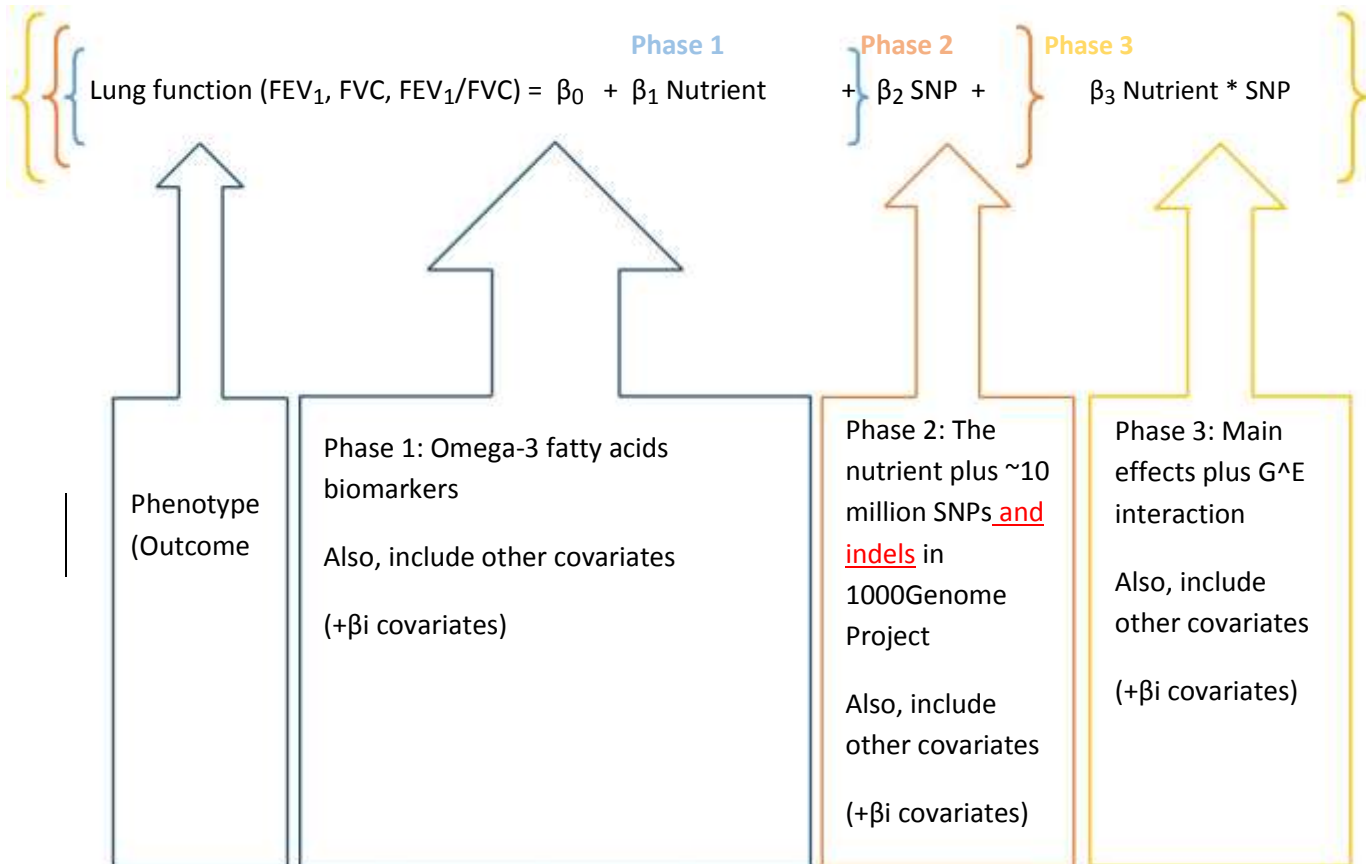 Phase 1 Phase 2 Phase 3
Lung function (FEV1, FVC, FEV1/FVC) = β0 + β1 Nutrient + β2 SNP + β3 Nutrient * SNP
Phenotype
(Outcome
Phase 1: Omega-3 fatty acids
biomarkers
Also, include other covariates
(+βi covariates)
Phase 2: The
nutrient plus ~10
million SNPs and
indels in
1000Genome
Project
Also, include
other covariates
(+βi covariates)
Phase 3: Main
effects plus G^E
interaction
Also, include
other covariates
(+βi covariates)